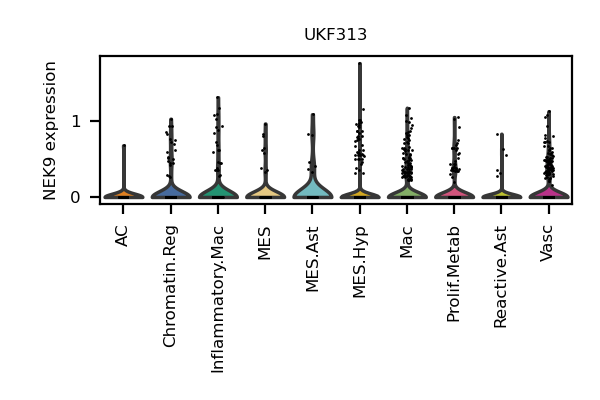 UKF313
NEK9 expression
1
0
AC
Chromatin.Reg
Inflammatory.Mac
MES
MES.Ast
MES.Hyp
Mac
Prolif.Metab
Reactive.Ast
Vasc